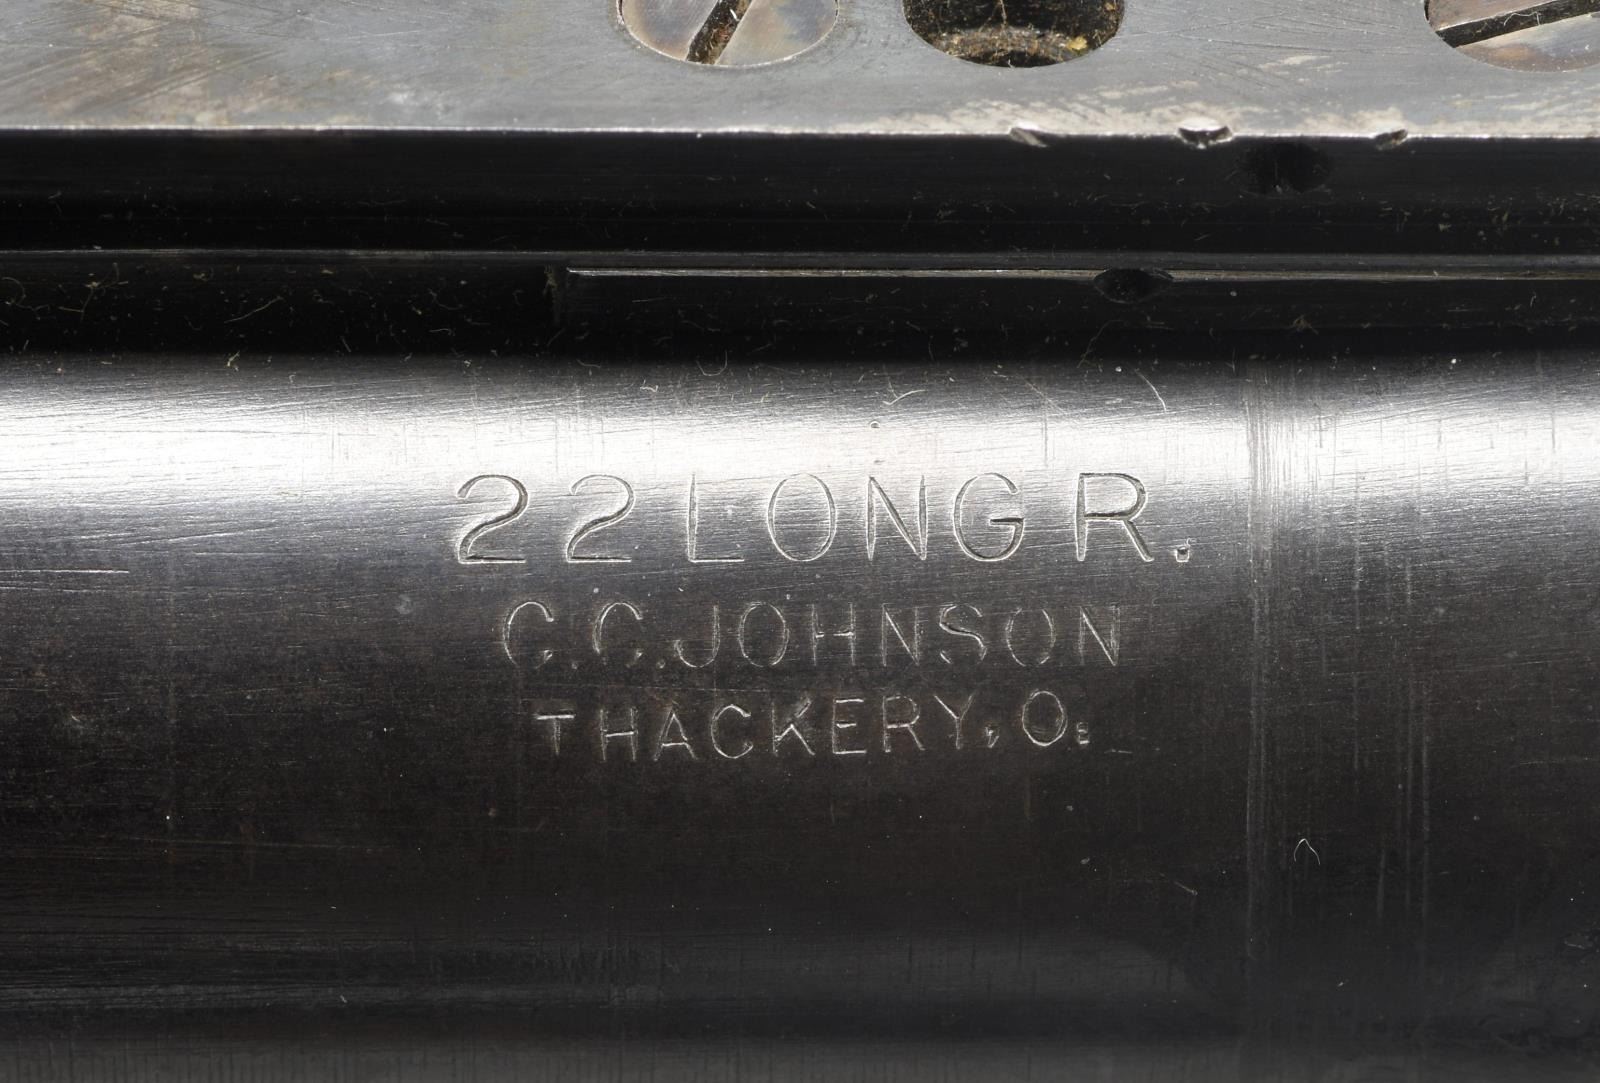 22 LONG R.
C.C. JOHNSON
THACKERY, O.